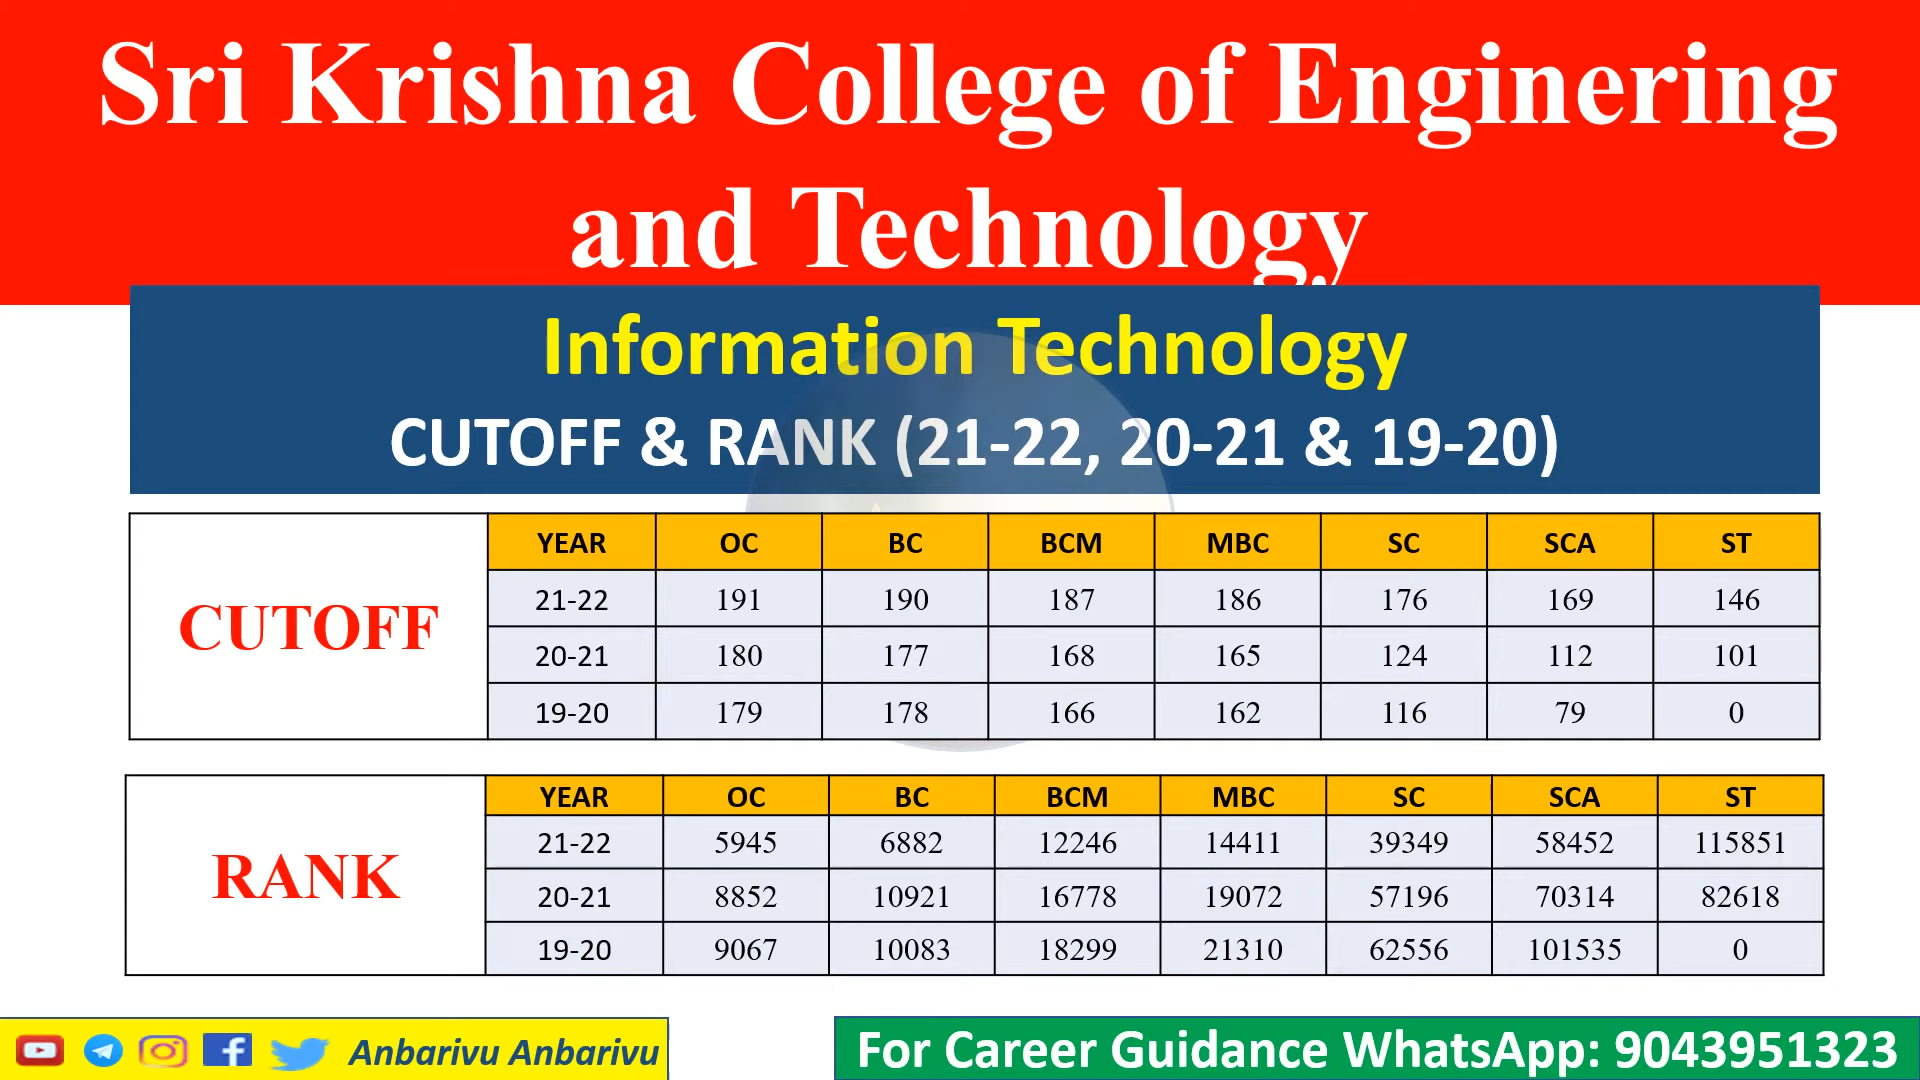 Sri Krishna College of Enginering
and Technology
Information Technology
CUTOFF & RANK (21-22, 20-21 & 19-20)
CUTOFF
YEAR OC BC BCM MBC SC SCA ST
21-22 191 190 187 186 176 169 146
20-21 180 177 168 165 124 112 101
19-20 179 178 166 162 116 79 0
RANK
YEAR OC BC BCM MBC SC SCA ST
21-22 5945 6882 12246 14411 39349 58452 115851
20-21 8852 10921 16778 19072 57196 70314 82618
19-20 9067 10083 18299 21310 62556 101535 0
Anbarivu Anbarivu
For Career Guidance WhatsApp: 9043951323